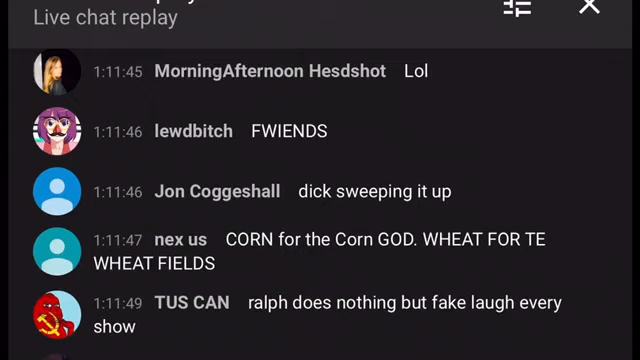 Live chat replay
1:11:45 MorningAfternoon Hesdshot Lol
1:11:46 lewdbitch FWIENDS
1:11:46 Jon Coggeshall dick sweeping it up
1:11:47 nex us CORN for the Corn GOD. WHEAT FOR TE
WHEAT FIELDS
1:11:49 TUS CAN ralph does nothing but fake laugh every
show